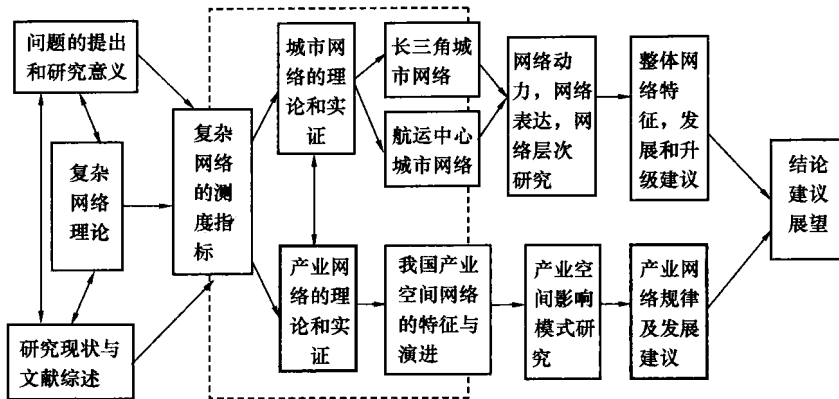 问题的提出
和研究意义
复杂
网络
理论
研究现状与
文献综述
复杂
网络
的测
度指
标
城市网
络的理
论和实
证
产业网
络的理
论和实
证
长三角城
市网络
航运中心
城市网络
我国产业
空间网络
的特征与
演进
网络动
力，网络
表达，网
络层次
研究
产业空
间影响
模式研
究
整体网
络特
征，发
展和升
级建议
产业网
络规律
及发展
建议
结论
建议
展望